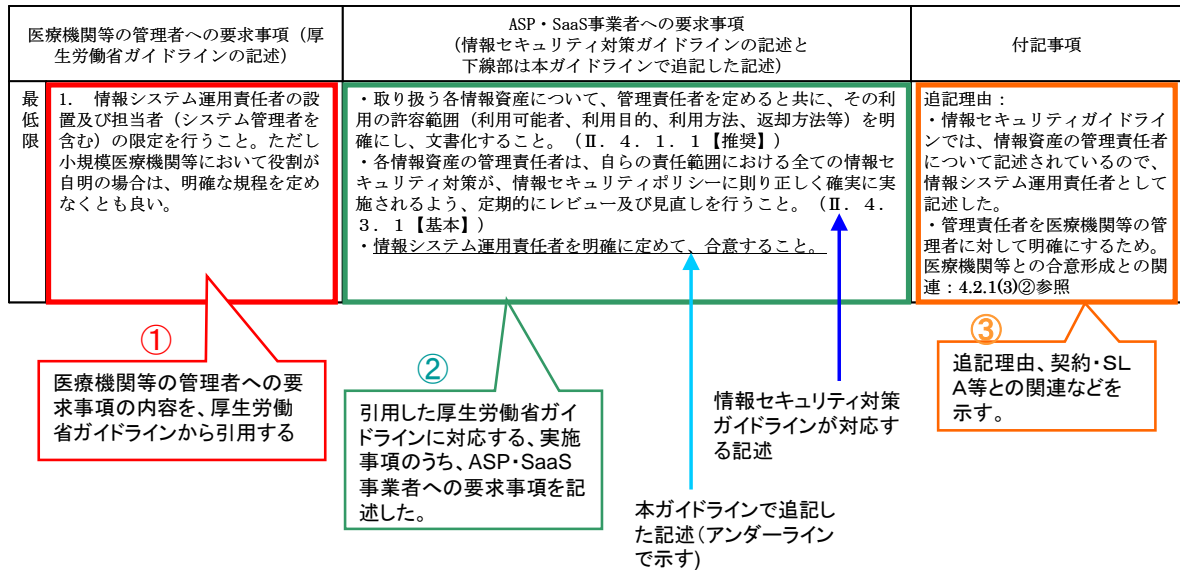 医療機関等の管理者への要求事項（厚
生労働省ガイドラインの記述）
ASP・SaaS事業者への要求事項
（情報セキュリティ対策ガイドラインの記述と
下線部は本ガイドラインで追記した記述）
付記事項
最
低
限
1. 情報システム運用責任者の設
置及び担当者（システム管理者を
含む）の限定を行うこと。ただし
小規模医療機関等において役割が
自明の場合は、明確な規程を定め
なくとも良い。
・取り扱う各情報資産について、管理責任者を定めると共に、その利
用の許容範囲（利用可能者、利用目的、利用方法、返却方法等）を明
確にし、文書化すること。（Ⅱ．４．１．１【推奨】）
・各情報資産の管理責任者は、自らの責任範囲における全ての情報セ
キュリティ対策が、情報セキュリティポリシーに則り正しく確実に実
施されるよう、定期的にレビュー及び見直しを行うこと。（Ⅱ．４．
３．１【基本】）
・情報システム運用責任者を明確に定めて、合意すること。
追記理由：
・情報セキュリティガイドライ
ンでは、情報資産の管理責任者
について記述されているので、
情報システム運用責任者として
記述した。
・管理責任者を医療機関等の管
理者に対して明確にするため。
医療機関等との合意形成との関
連：4.2.1(3)②参照
①
医療機関等の管理者への要
求事項の内容を、厚生労働
省ガイドラインから引用する
②
引用した厚生労働省ガイ
ドラインに対応する、実施
事項のうち、ASP・SaaS
事業者への要求事項を記
述した。
情報セキュリティ対策
ガイドラインが対応す
る記述
本ガイドラインで追記し
た記述（アンダーライン
で示す)
③
追記理由、契約・SL
A等との関連などを
示す。